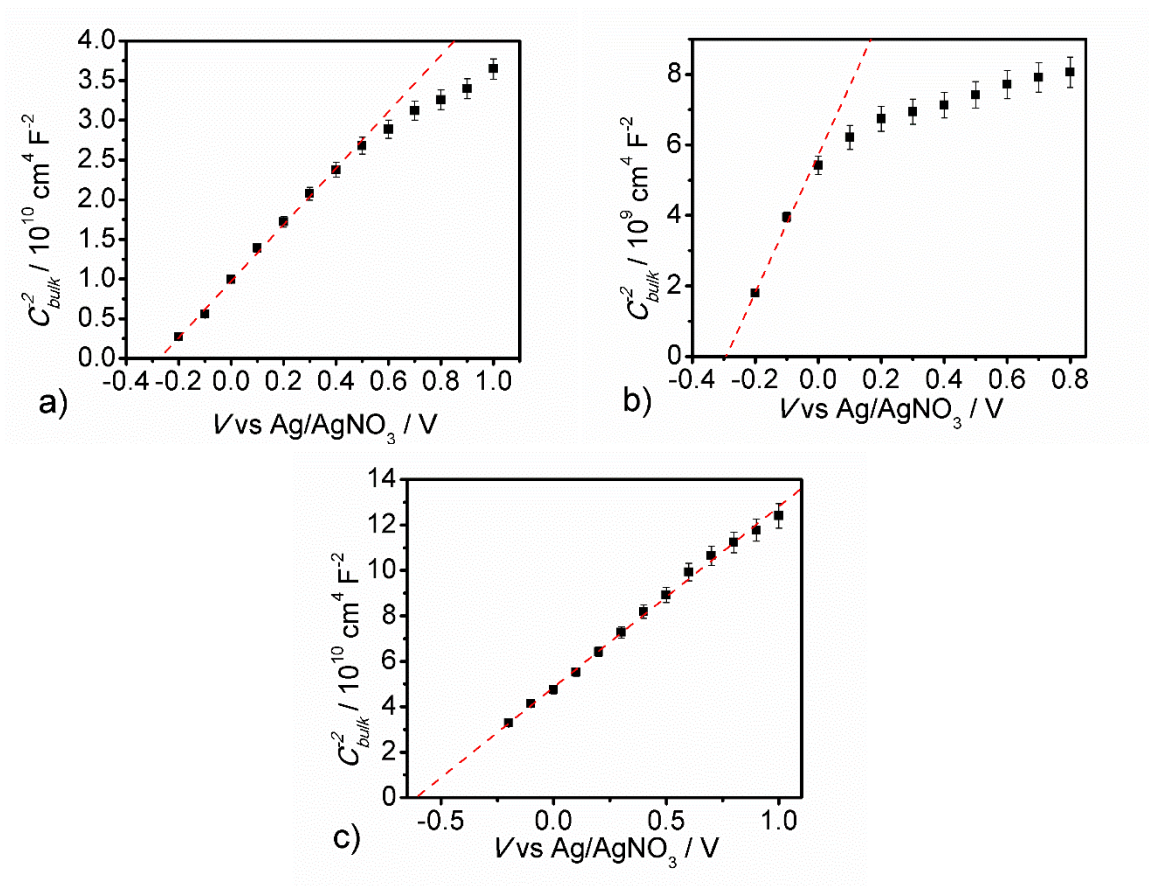 4.0
3.5
3.0
2.5
2.0
1.5
1.0
0.5
0.0
-0.4 -0.2 0.0 0.2 0.4 0.6 0.8 1.0
C⁻²bulk / 10¹⁰ cm⁴ F⁻²
V vs Ag/AgNO₃ / V
a)
8
6
4
2
0
-0.4 -0.2 0.0 0.2 0.4 0.6 0.8
C⁻²bulk / 10⁹ cm⁴ F⁻²
V vs Ag/AgNO₃ / V
b)
14
12
10
8
6
4
2
0
-0.5 0.0 0.5 1.0
C⁻²bulk / 10¹⁰ cm⁴ F⁻²
V vs Ag/AgNO₃ / V
c)